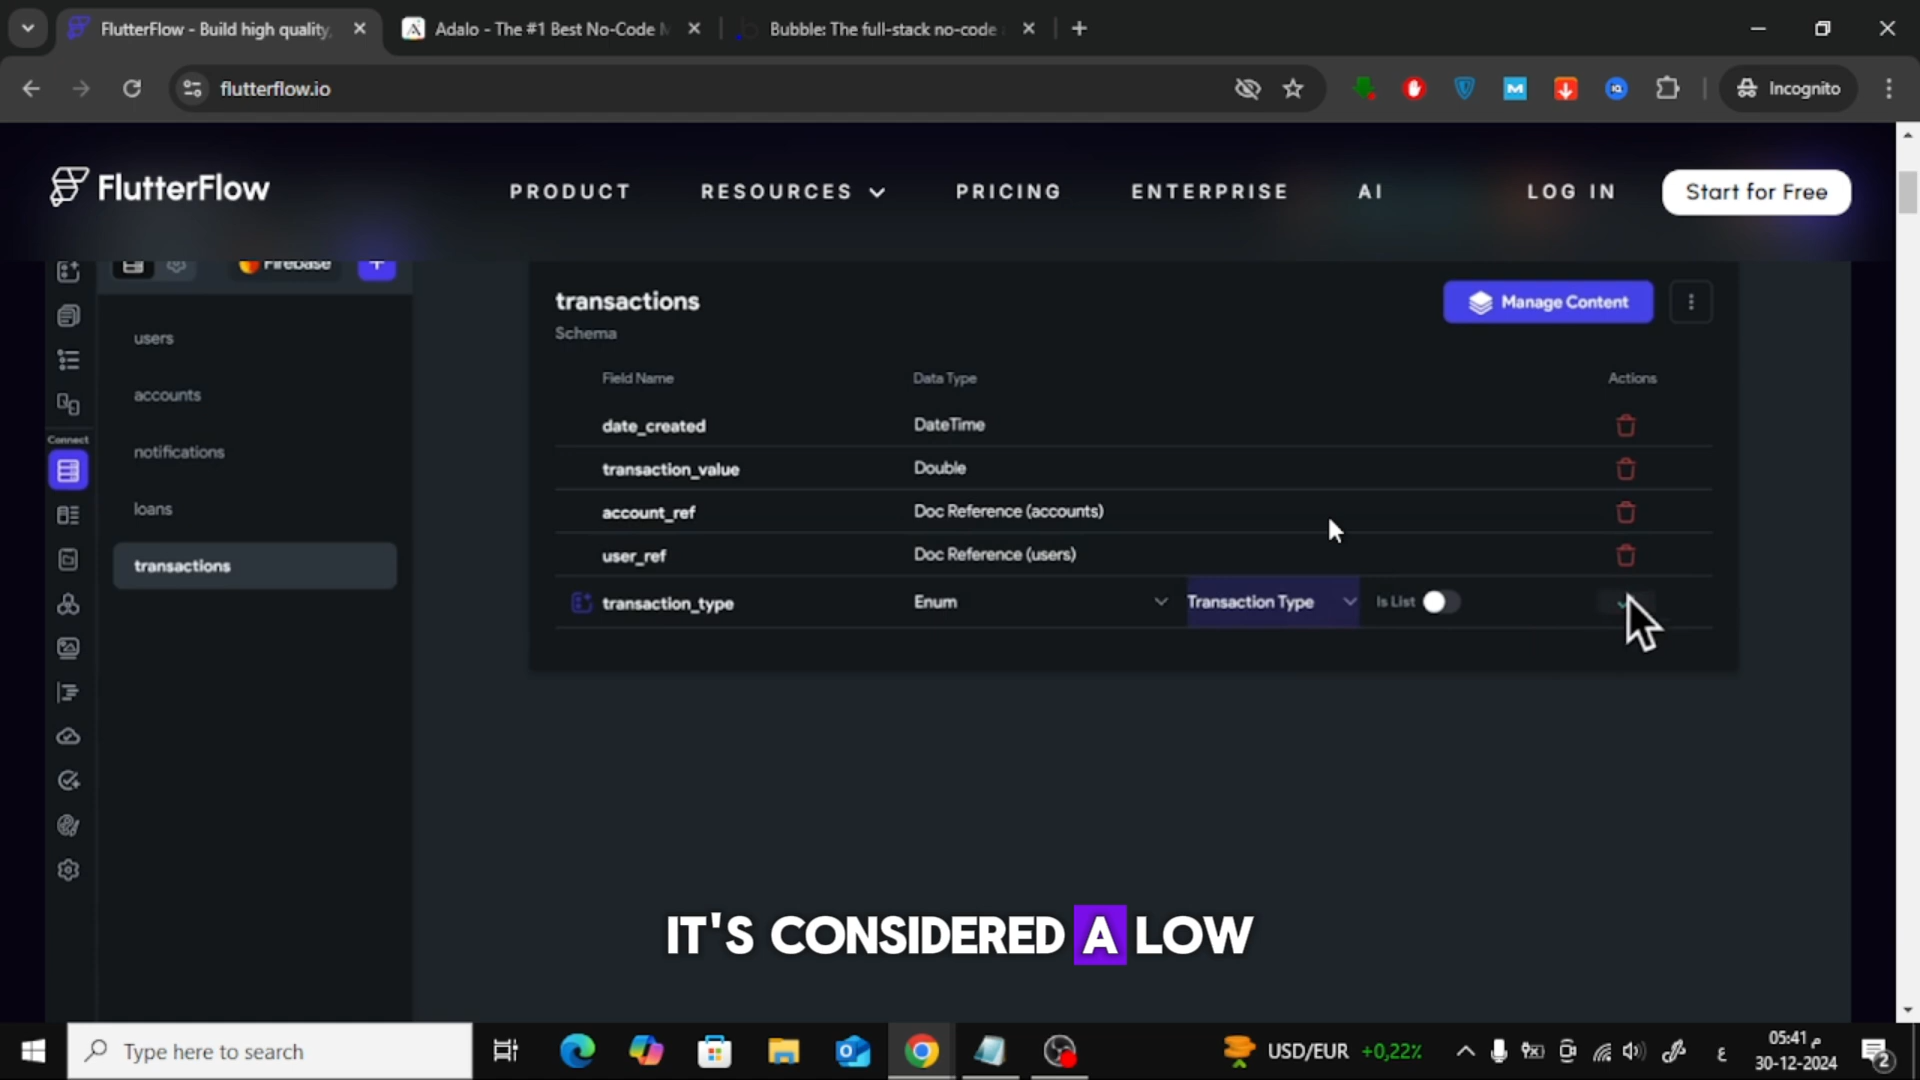 FlutterFlow - Build high quality,
Adalo - The #1 Best No-Code M
Bubble: The full-stack no-code
flutterflow.io
Incognito
FlutterFlow
PRODUCT
RESOURCES
PRICING
ENTERPRISE
AI
LOG IN
Start for Free
Firebase
users
accounts
Connect
notifications
loans
transactions
transactions
Schema
Manage Content
Field Name Data Type Actions
date_created DateTime
transaction_value Double
account_ref Doc Reference (accounts)
user_ref Doc Reference (users)
transaction_type Enum Transaction Type Is List
IT'S CONSIDERED A LOW
Type here to search
USD/EUR +0,22%
ع
05:41 م
30-12-2024
2